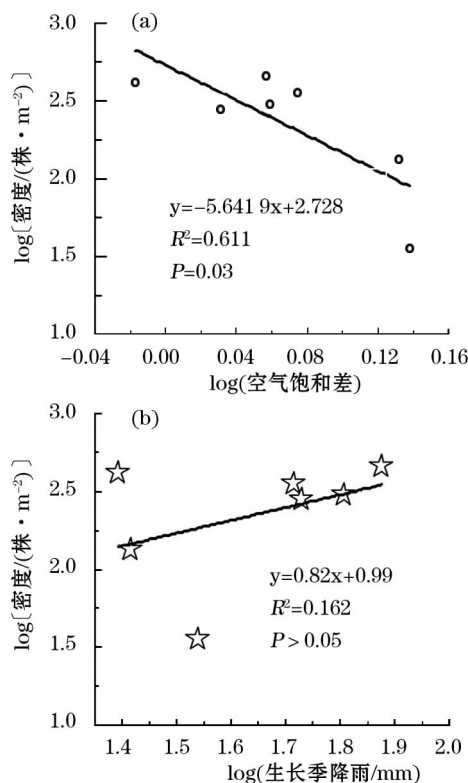 (a)
3.0
2.5
2.0
1.5
1.0
log〔密度/(株·m⁻²)〕
y=−5.641 9x+2.728
R²=0.611
P=0.03
−0.04 0.00 0.04 0.08 0.12 0.16
log(空气饱和差)
(b)
3.0
2.5
2.0
1.5
1.0
log〔密度/(株·m⁻²)〕
y=0.82x+0.99
R²=0.162
P>0.05
1.4 1.5 1.6 1.7 1.8 1.9 2.0
log(生长季降雨/mm)